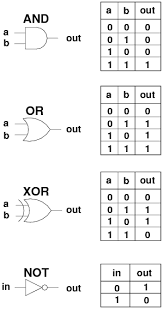 AND
a
b
out
a b out
0 0 0
0 1 0
1 0 0
1 1 1
OR
a
b
out
a b out
0 0 0
0 1 1
1 0 1
1 1 1
XOR
a
b
out
a b out
0 0 0
0 1 1
1 0 1
1 1 0
NOT
in
out
in out
0 1
1 0